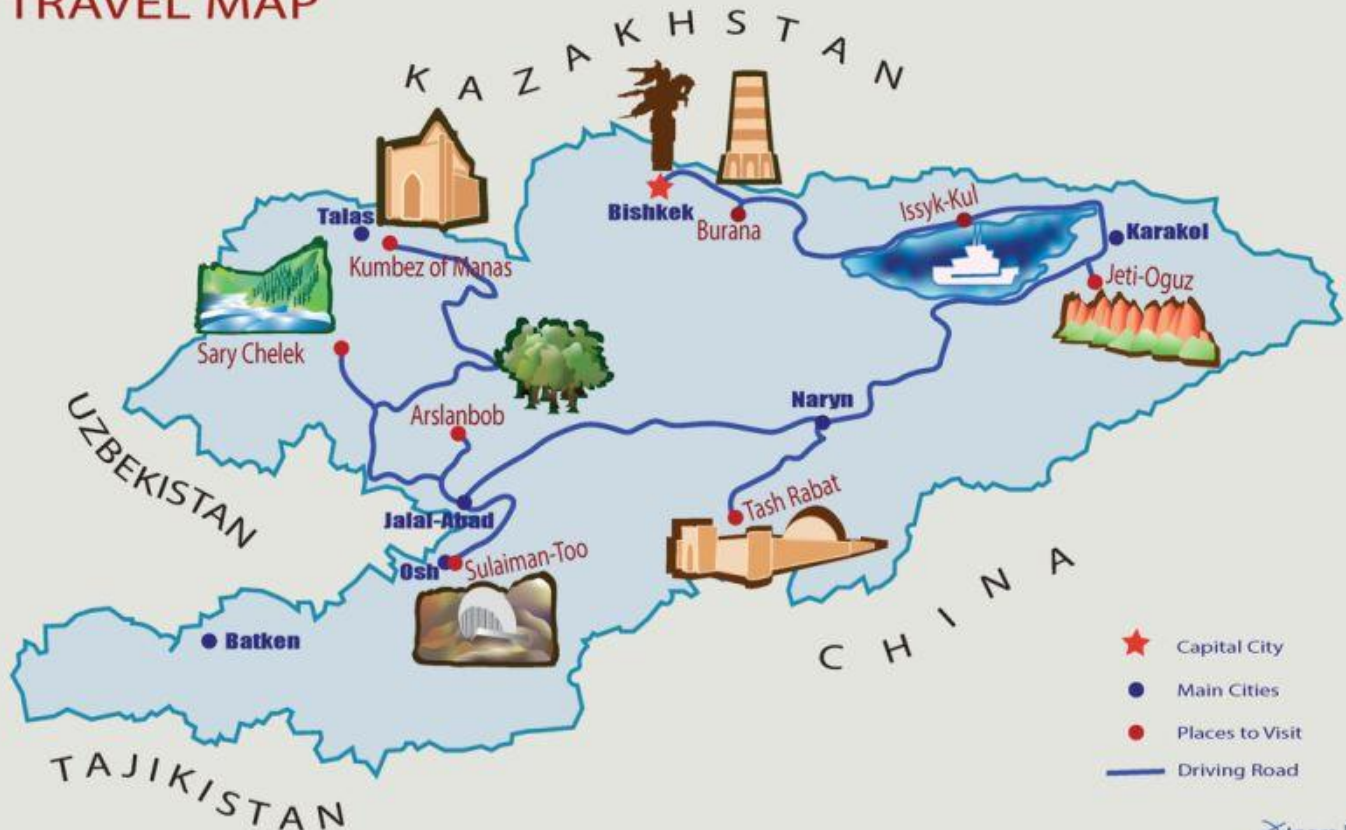 TRAVEL MAP
KAZAKHSTAN
Talas
Bishkek
Burana
Issyk-Kul
Karakol
Kumbez of Manas
Jeti-Oguz
Sary Chelek
Naryn
Arslanbob
UZBEKISTAN
Jalal-Abad
Tash Rabat
Osh
Sulaiman-Too
CHINA
Batken
TAJIKISTAN
Capital City
Main Cities
Places to Visit
Driving Road